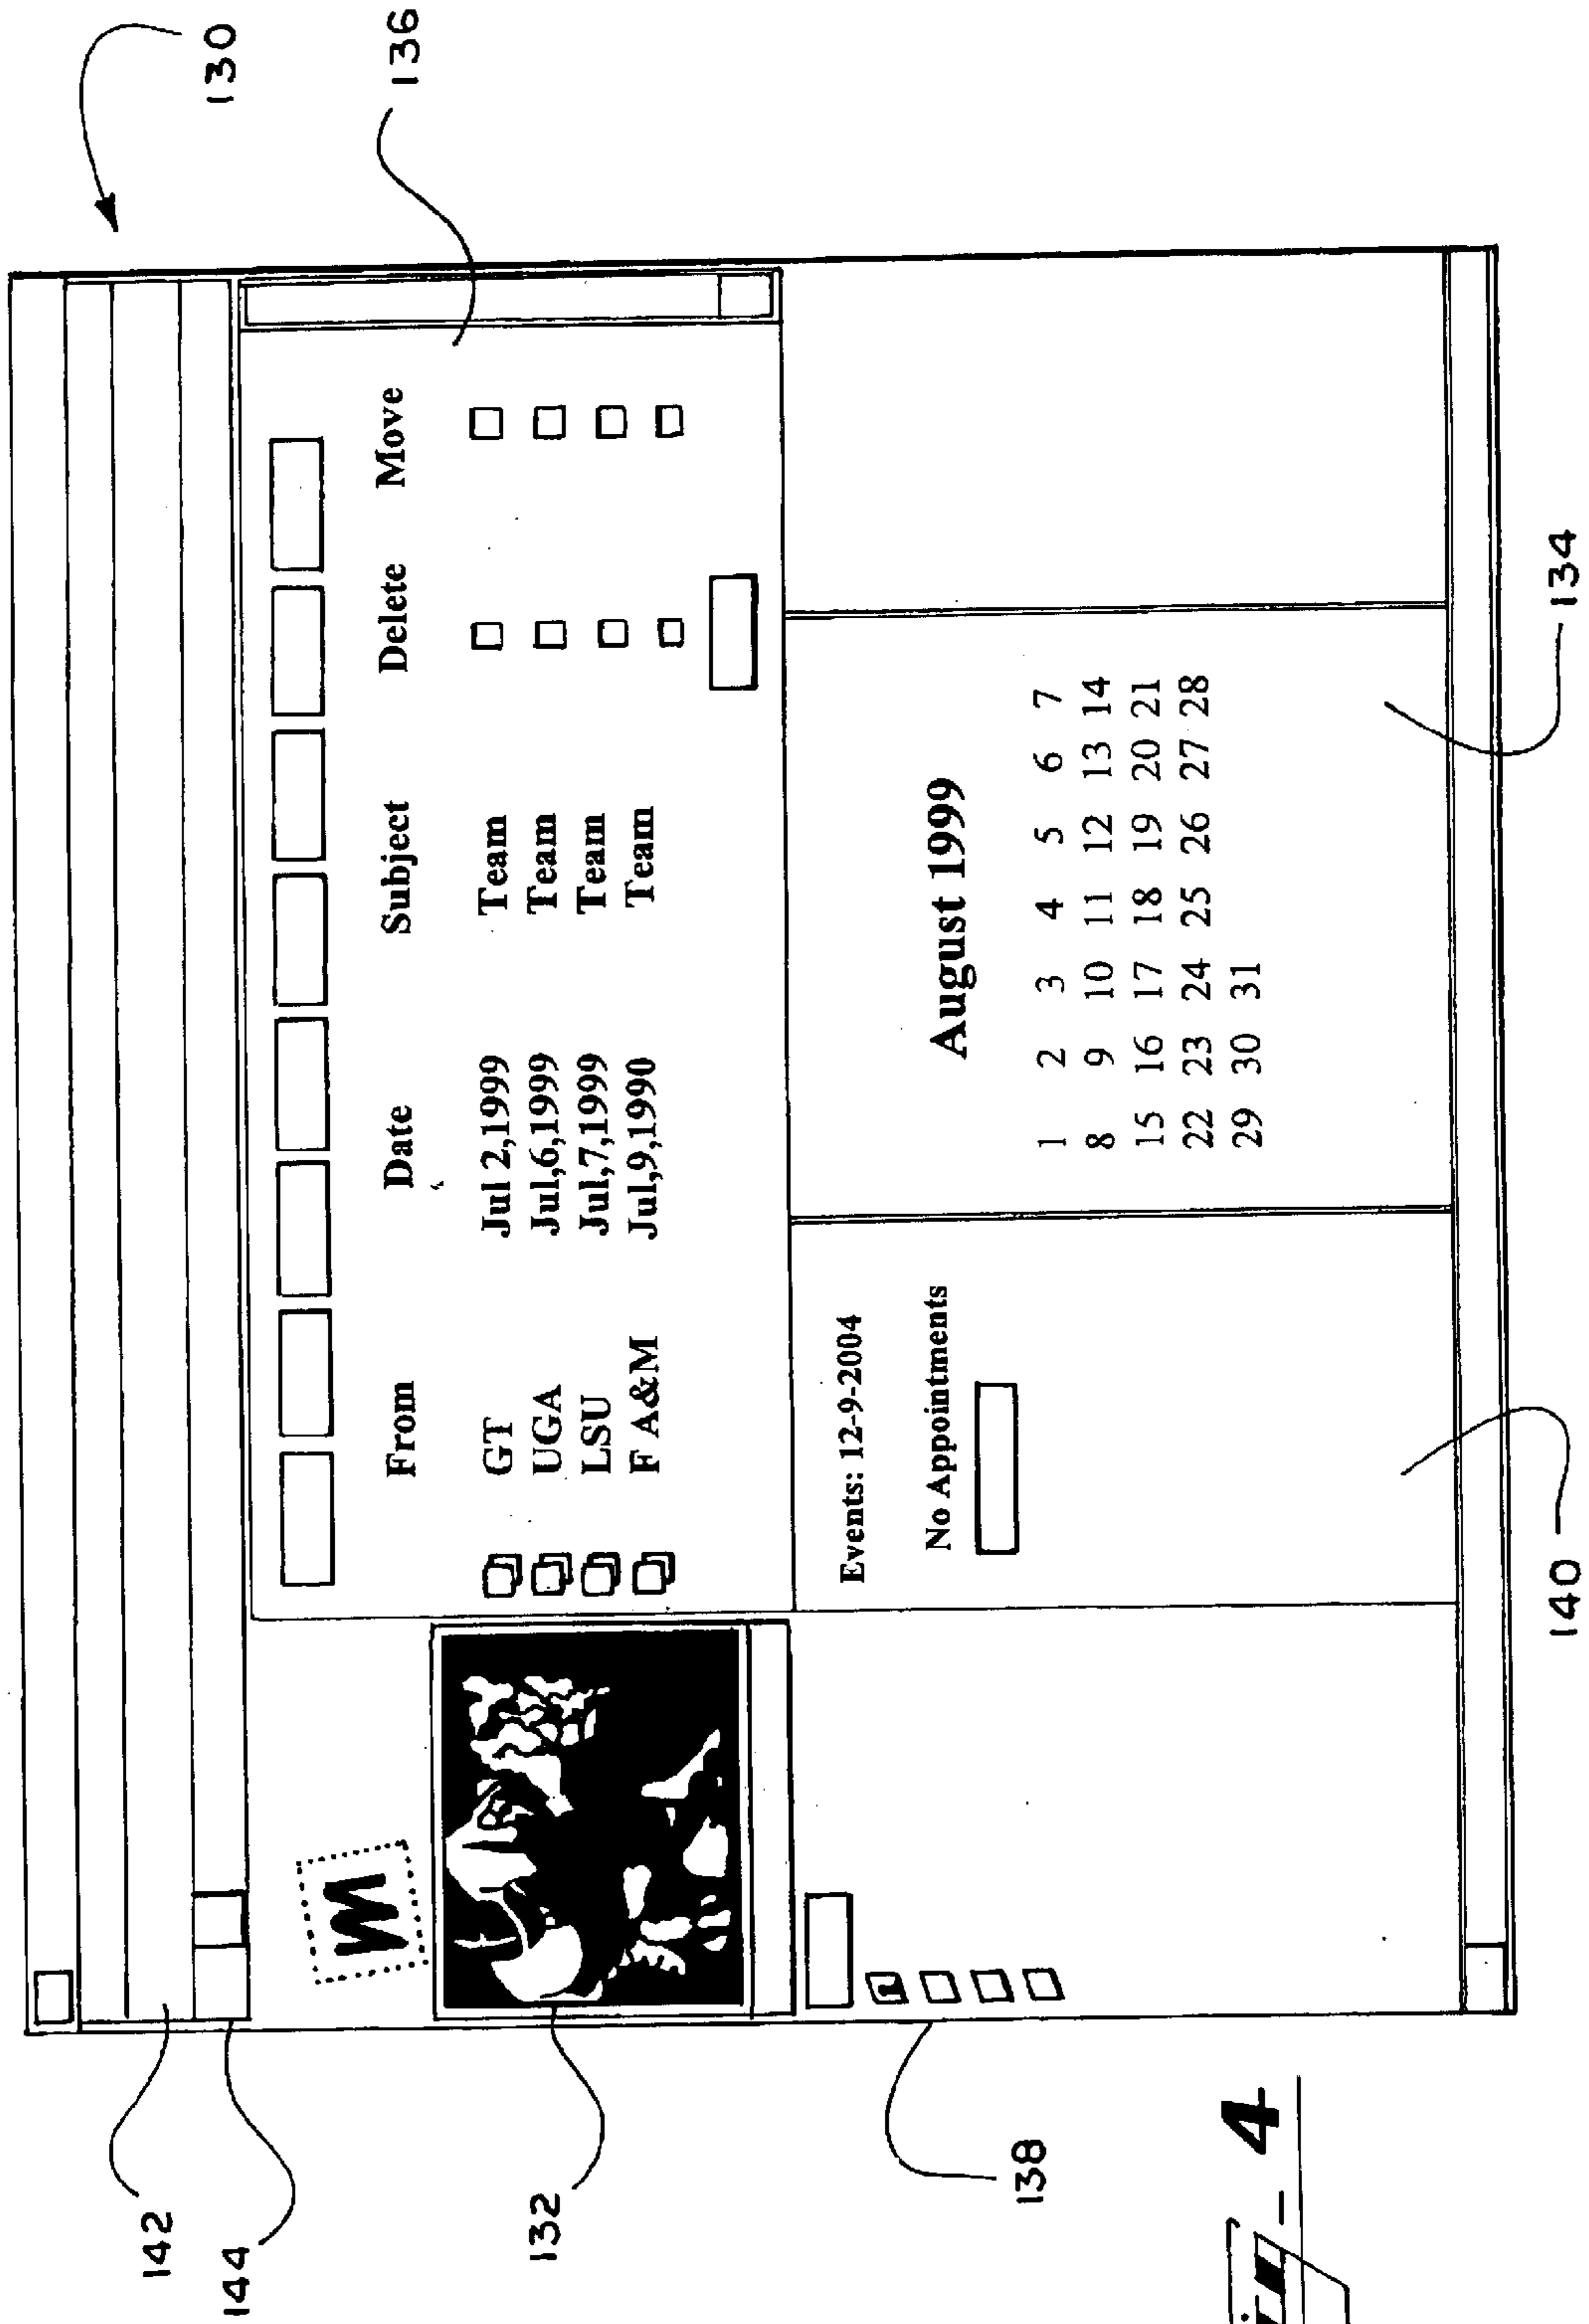 130
136
142
144
132
138
W
From Date Subject Delete Move
GT Jul 2,1999 Team
UGA Jul,6,1999 Team
LSU Jul,7,1999 Team
F A&M Jul,9,1990 Team
Events: 12-9-2004
No Appointments
August 1999
1 2 3 4 5 6 7
8 9 10 11 12 13 14
15 16 17 18 19 20 21
22 23 24 25 26 27 28
29 30 31
140
134
4